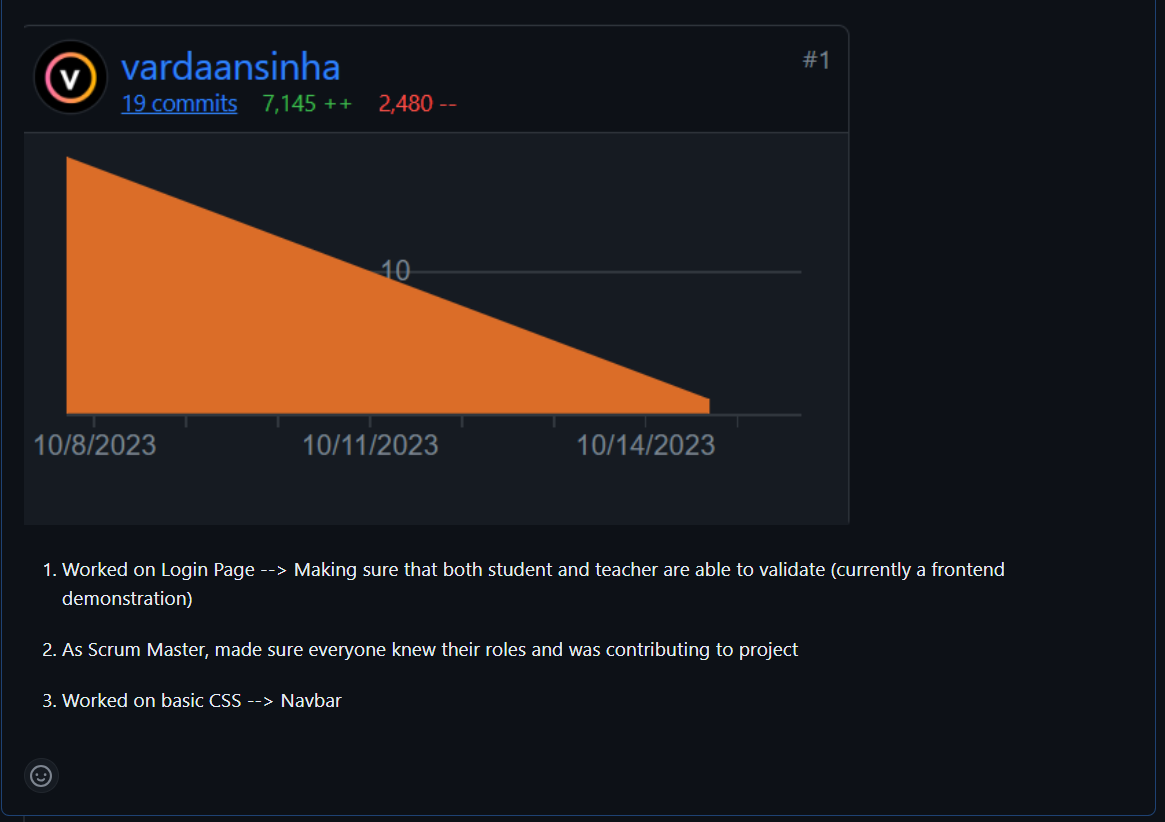 V
vardaansinha
#1
19 commits 7,145 ++ 2,480 --
10
10/8/2023 10/11/2023 10/14/2023
1. Worked on Login Page --> Making sure that both student and teacher are able to validate (currently a frontend
demonstration)
2. As Scrum Master, made sure everyone knew their roles and was contributing to project
3. Worked on basic CSS --> Navbar